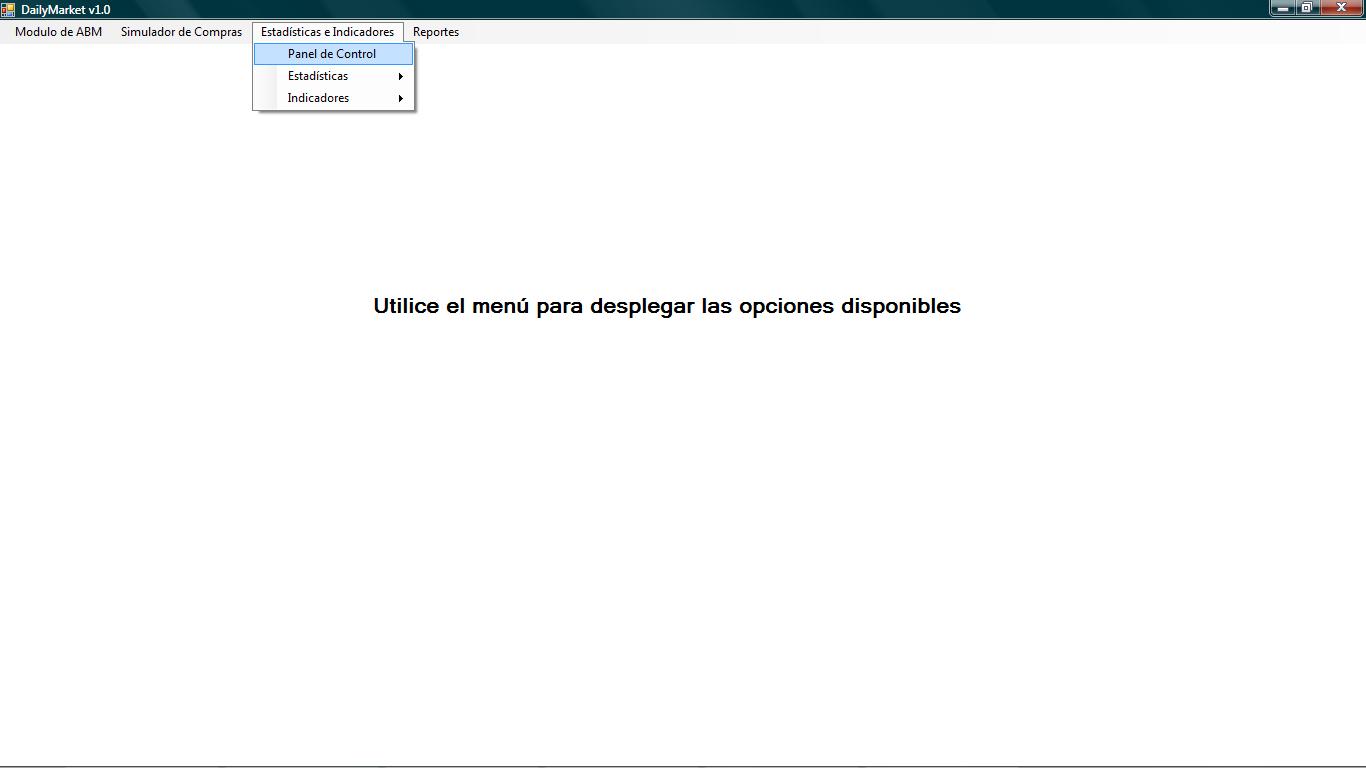 DailyMarket v1.0
Modulo de ABM Simulador de Compras Estadísticas e Indicadores Reportes
Panel de Control
Estadísticas
Indicadores
Utilice el menú para desplegar las opciones disponibles